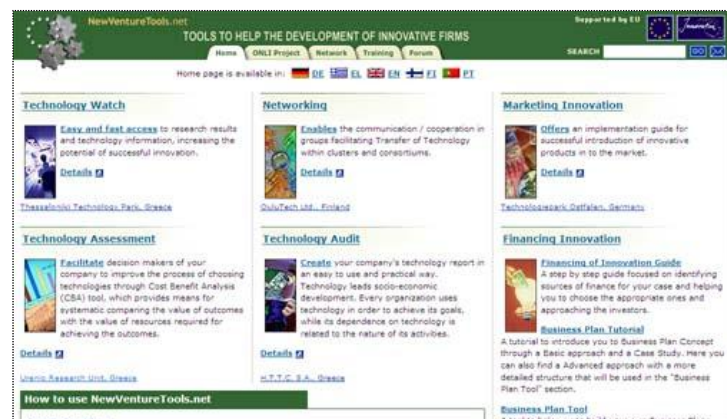 NewVentureTools.net
Supported by EU
TOOLS TO HELP THE DEVELOPMENT OF INNOVATIVE FIRMS
Home ONLI Project Network Training Forum
SEARCH GO
Home page is available in: DE EL EN FI PT
Technology Watch
Easy and fast access to research results
and technology information, increasing the
potential of successful innovation.
Details
Thessaloniki Technology Park, Greece
Networking
Enables the communication / cooperation in
groups facilitating Transfer of Technology
within clusters and consortiums.
Details
OuluTech Ltd., Finland
Marketing Innovation
Offers an implementation guide for
successful introduction of innovative
products in to the market.
Details
Technologiepark Ostfalen, Germany
Technology Assessment
Facilitate decision makers of your
company to improve the process of choosing
technologies through Cost Benefit Analysis
(CBA) tool, which provides means for
systematic comparing the value of outcomes
with the value of resources required for
achieving the outcomes.
Details
Urenio Research Unit, Greece
Technology Audit
Create your company's technology report in
an easy to use and practical way.
Technology leads socio-economic
development. Every organization uses
technology in order to achieve its goals,
while its dependence on technology is
related to the nature of its activities.
Details
H.T.T.C. S.A., Greece
Financing Innovation
Financing of Innovation Guide
A step by step guide focused on identifying
sources of finance for your case and helping
you to choose the appropriate ones and
approaching the investors.
Business Plan Tutorial
A tutorial to introduce you to Business Plan Concept
through a Basic approach and a Case Study. Here you
can also find a Advanced approach with a more
detailed structure that will be used in the "Business
Plan Tool" section.
Business Plan Tool
How to use NewVentureTools.net